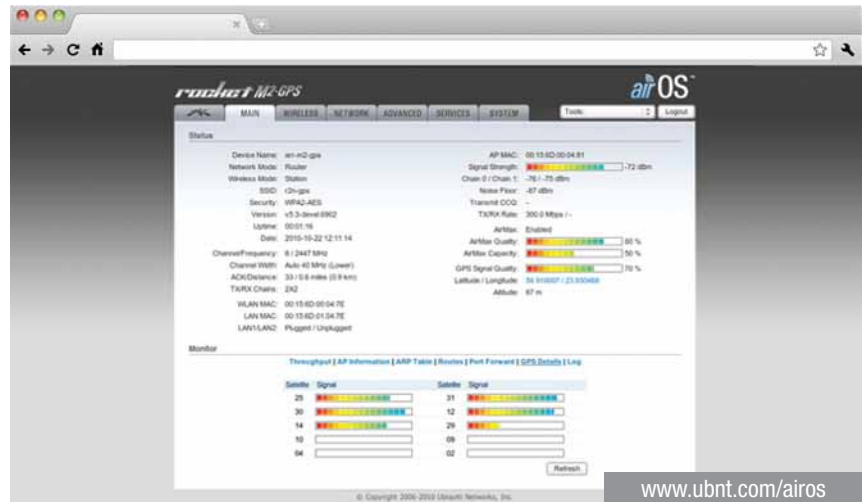 rocket M2-GPS
airOS™
MAIN WIRELESS NETWORK ADVANCED SERVICES SYSTEM Tools: Logout
Status
Device Name: en-m2-gps
Network Mode: Router
Wireless Mode: Station
SSID: r2n-gps
Security: WPA2-AES
Version: v5.3-devel.6902
Uptime: 00:01:16
Date: 2010-10-22 12:11:14
Channel/Frequency: 6 / 2447 MHz
Channel Width: Auto 40 MHz (Lower)
ACK/Distance: 33 / 0.6 miles (0.9 km)
TX/RX Chains: 2X2
WLAN MAC: 00:15:6D:00:04:7E
LAN MAC: 00:15:6D:01:04:7E
LAN1/LAN2: Plugged / Unplugged
AP MAC: 00:15:6D:00:04:81
Signal Strength: -72 dBm
Chain 0 / Chain 1: -76 / -75 dBm
Noise Floor: -87 dBm
Transmit CCQ: -
TX/RX Rate: 300.0 Mbps / -
AirMax: Enabled
AirMax Quality: 80 %
AirMax Capacity: 50 %
GPS Signal Quality: 70 %
Latitude / Longitude:
Altitude: 67 m
Monitor
Throughput | AP Information | ARP Table | Routes | Port Forward | GPS Details | Log
Satellite Signal Satellite Signal
25 31
30 12
14 29
10 09
04 02
Refresh
© Copyright 2006-2010 Ubiquiti Networks, Inc.
www.ubnt.com/airos